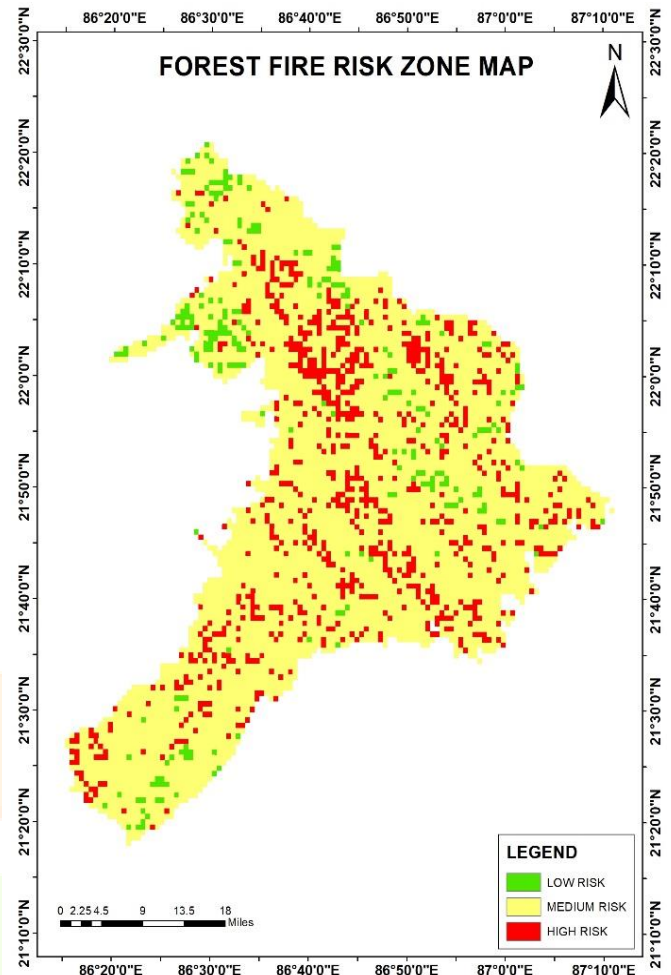 86°20'0"E 86°30'0"E 86°40'0"E 86°50'0"E 87°0'0"E 87°10'0"E
FOREST FIRE RISK ZONE MAP
N
22°30'0"N 22°30'0"N
22°20'0"N 22°20'0"N
22°10'0"N 22°10'0"N
22°0'0"N 22°0'0"N
21°50'0"N 21°50'0"N
21°40'0"N 21°40'0"N
21°30'0"N 21°30'0"N
21°20'0"N 21°20'0"N
21°10'0"N 21°10'0"N
LEGEND
LOW RISK
MEDIUM RISK
HIGH RISK
0 2.25 4.5 9 13.5 18
Miles
86°20'0"E 86°30'0"E 86°40'0"E 86°50'0"E 87°0'0"E 87°10'0"E